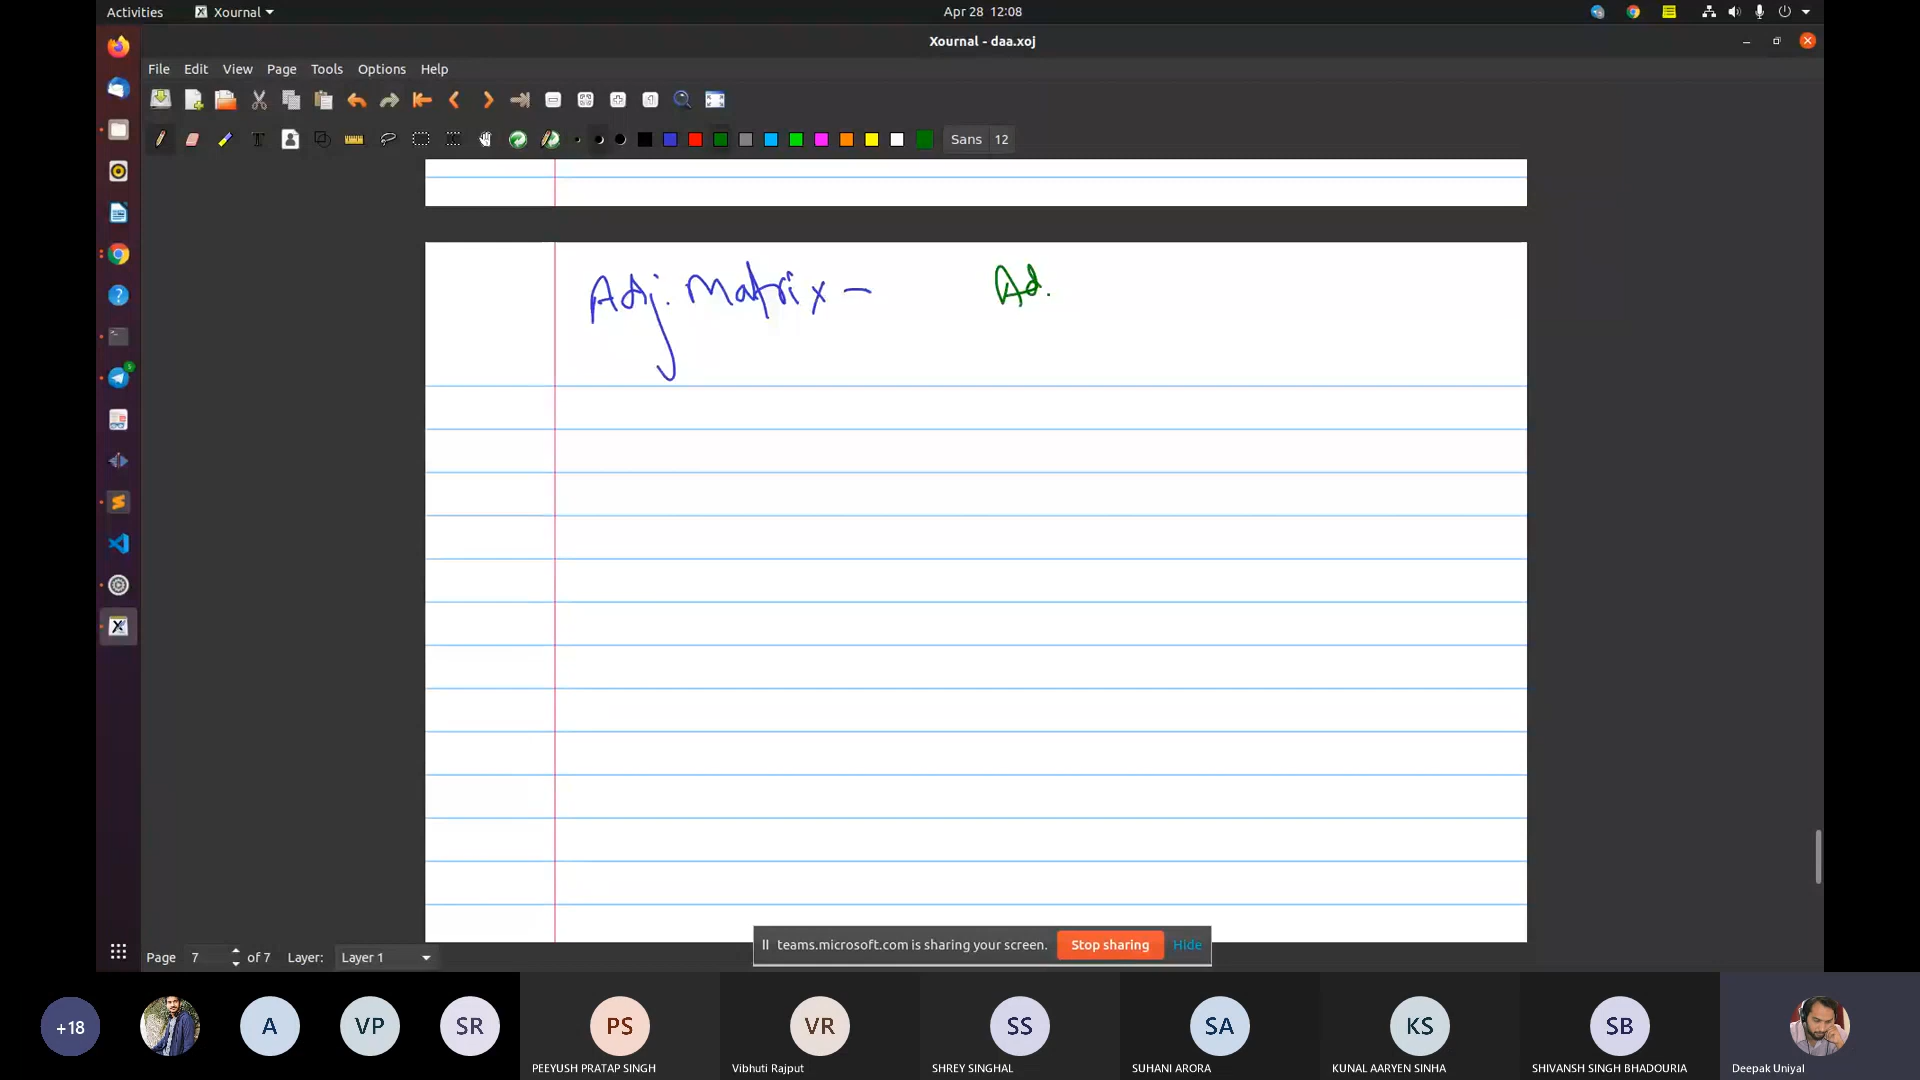 Activities Xournal Apr 28 12:08
Xournal - daa.xoj
File Edit View Page Tools Options Help
Sans 12
Adj. Matrix - Ad.
teams.microsoft.com is sharing your screen. Stop sharing Hide
Page 7 of 7 Layer: Layer 1
+18 A VP SR PS VR SS SA KS SB
PEEYUSH PRATAP SINGH Vibhuti Rajput SHREY SINGHAL SUHANI ARORA KUNAL AARYEN SINHA SHIVANSH SINGH BHADOURIA Deepak Uniyal